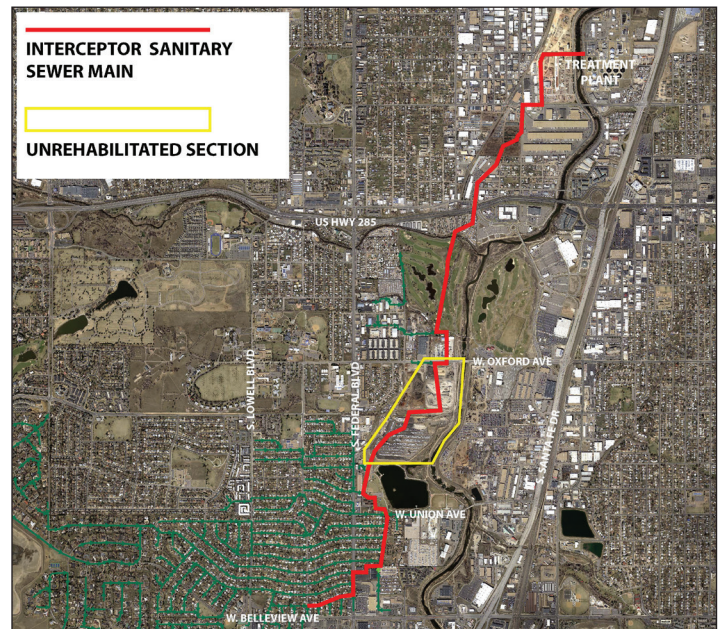 INTERCEPTOR SANITARY
SEWER MAIN
UNREHABILITATED SECTION
TREATMENT
PLANT
US HWY 285
S. LOWELL BLVD
S. FEDERAL BLVD
W. OXFORD AVE
S. SANTA FE DR
W. UNION AVE
W. BELLEVIEW AVE